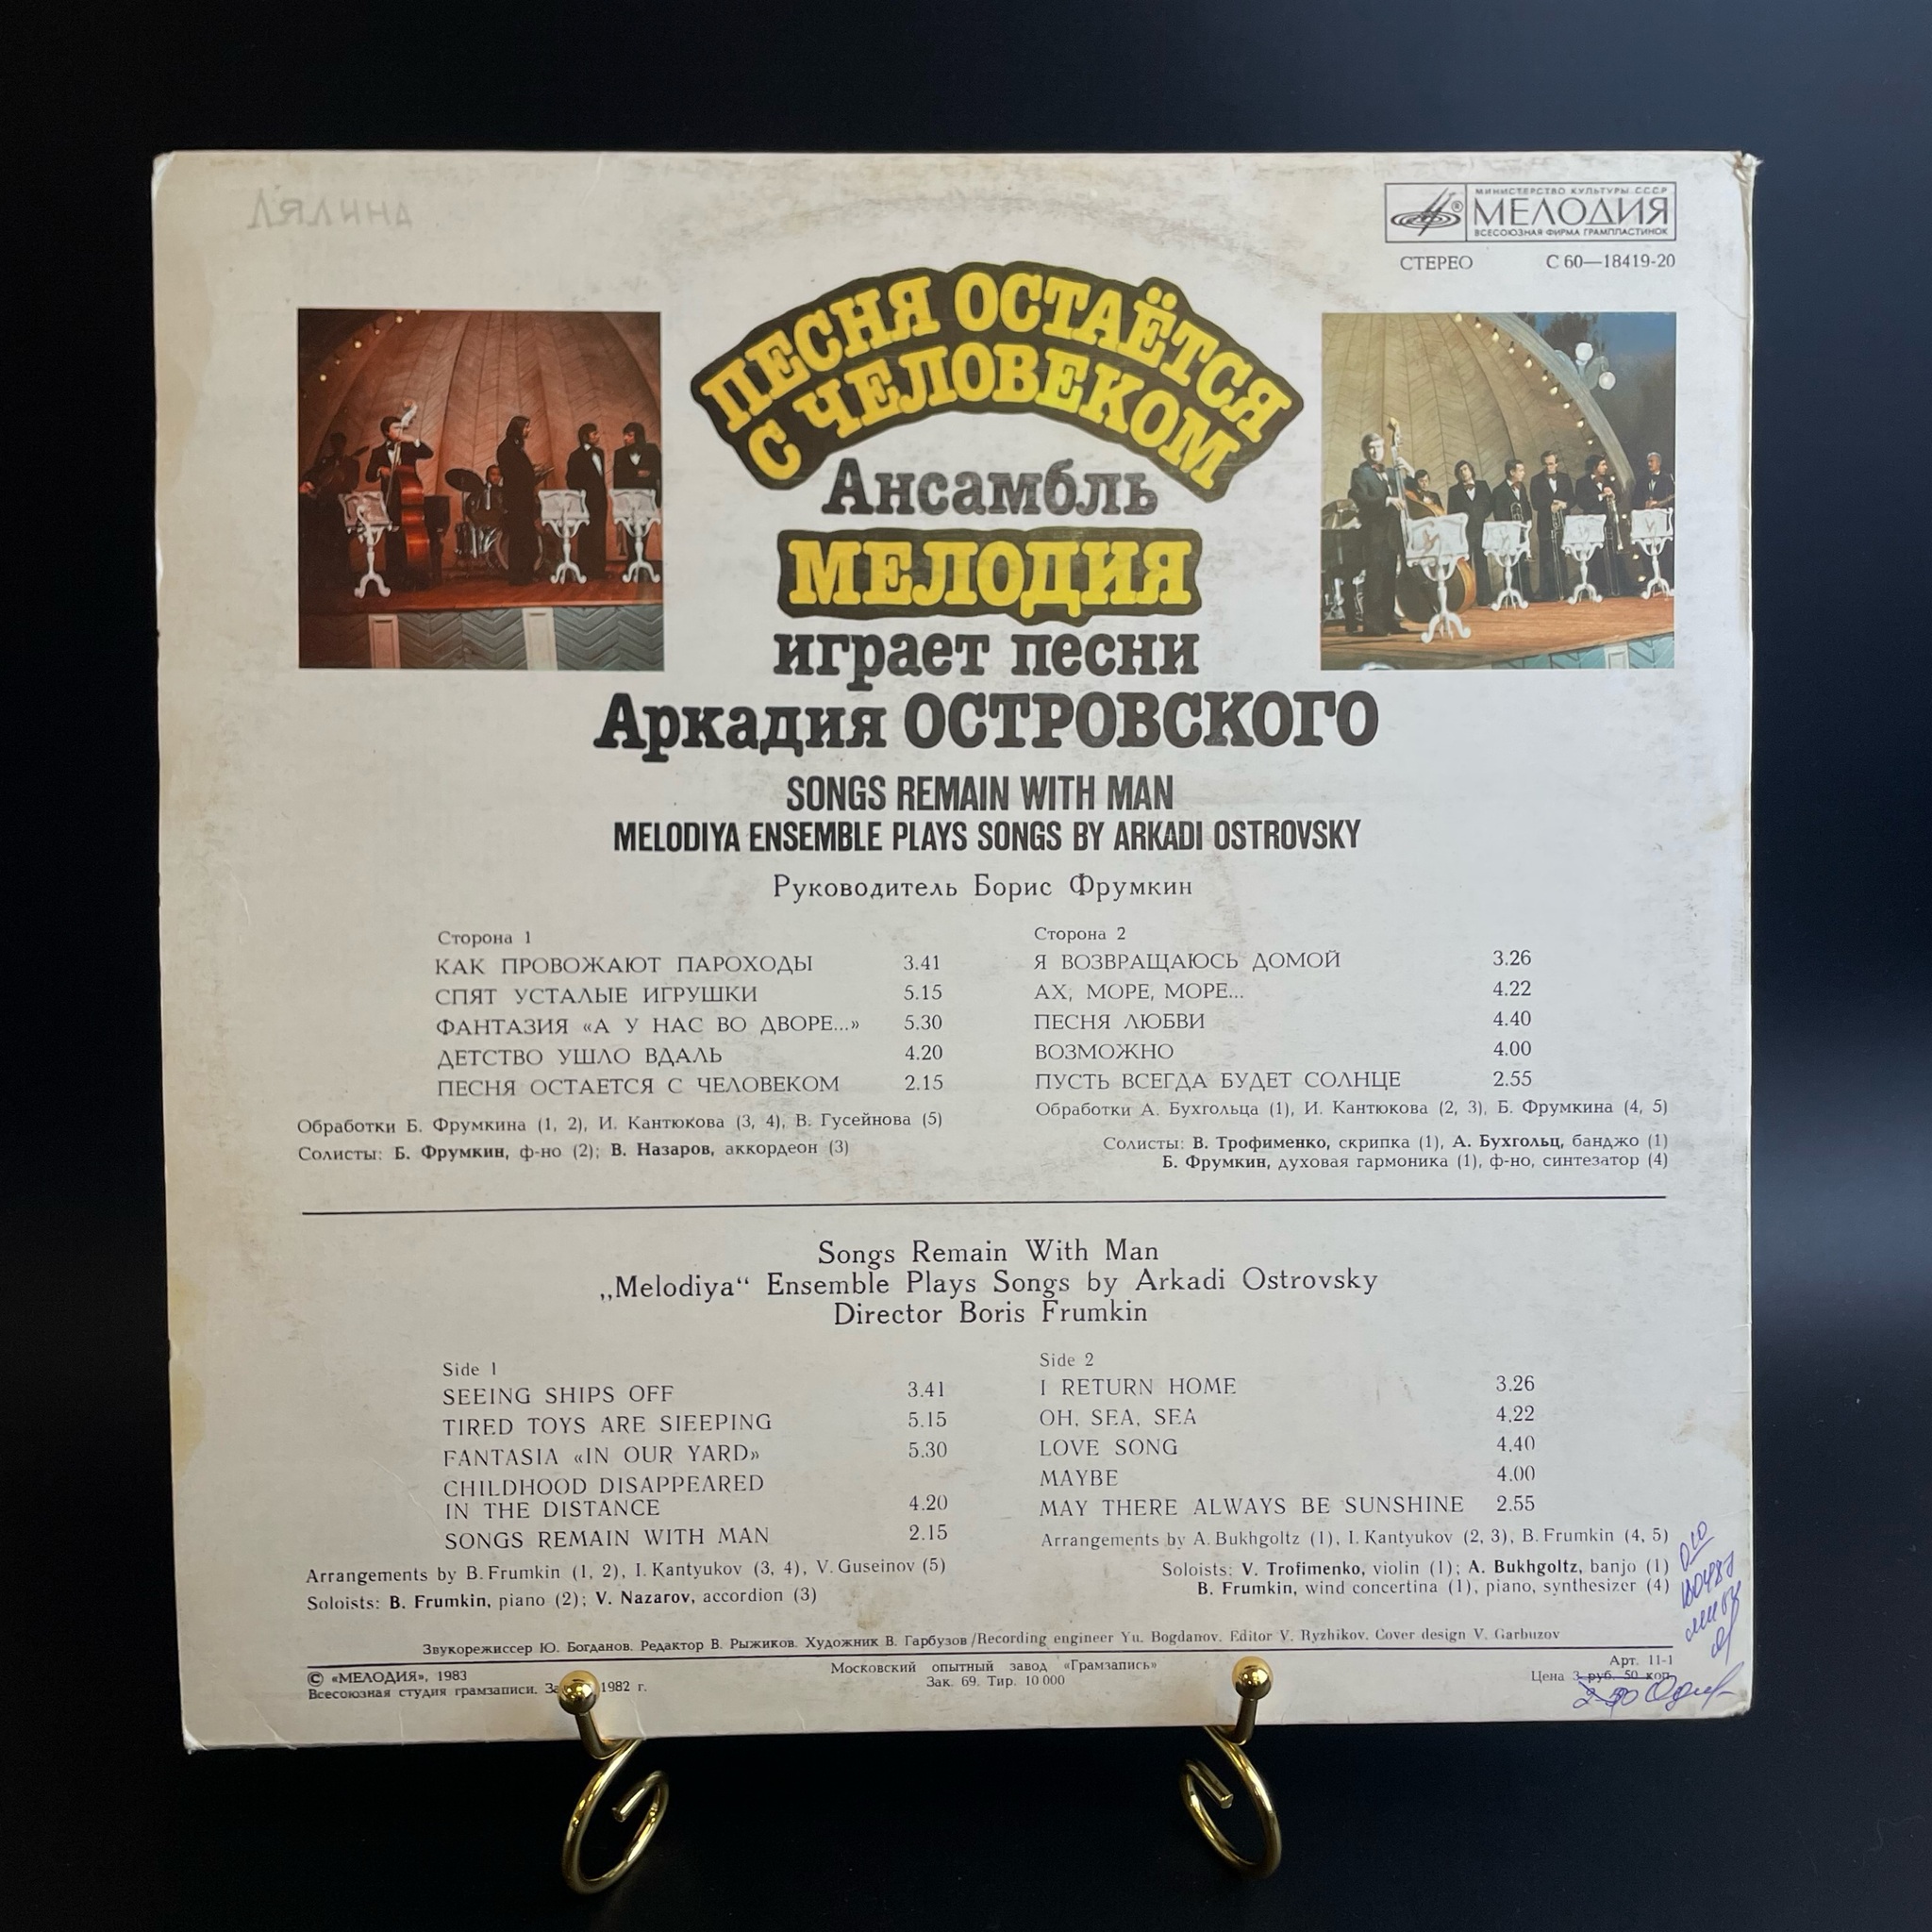 Лялина
МИНИСТЕРСТВО КУЛЬТУРЫ СССР
МЕЛОДИЯ
ВСЕСОЮЗНАЯ ФИРМА ГРАМПЛАСТИНОК
СТЕРЕО С 60—18419-20
ПЕСНЯ ОСТАЁТСЯ
С ЧЕЛОВЕКОМ
Ансамбль
МЕЛОДИЯ
играет песни
Аркадия ОСТРОВСКОГО
SONGS REMAIN WITH MAN
MELODIYA ENSEMBLE PLAYS SONGS BY ARKADI OSTROVSKY
Руководитель Борис Фрумкин
Сторона 1
КАК ПРОВОЖАЮТ ПАРОХОДЫ 3.41
СПЯТ УСТАЛЫЕ ИГРУШКИ 5.15
ФАНТАЗИЯ «А У НАС ВО ДВОРЕ...» 5.30
ДЕТСТВО УШЛО ВДАЛЬ 4.20
ПЕСНЯ ОСТАЕТСЯ С ЧЕЛОВЕКОМ 2.15
Обработки Б. Фрумкина (1, 2), И. Кантюкова (3, 4), В. Гусейнова (5)
Солисты: Б. Фрумкин, ф-но (2); В. Назаров, аккордеон (3)
Сторона 2
Я ВОЗВРАЩАЮСЬ ДОМОЙ 3.26
АХ, МОРЕ, МОРЕ... 4.22
ПЕСНЯ ЛЮБВИ 4.40
ВОЗМОЖНО 4.00
ПУСТЬ ВСЕГДА БУДЕТ СОЛНЦЕ 2.55
Обработки А. Бухгольца (1), И. Кантюкова (2, 3), Б. Фрумкина (4, 5)
Солисты: В. Трофименко, скрипка (1), А. Бухгольц, банджо (1)
Б. Фрумкин, духовая гармоника (1), ф-но, синтезатор (4)
Songs Remain With Man
„Melodiya“ Ensemble Plays Songs by Arkadi Ostrovsky
Director Boris Frumkin
Side 1
SEEING SHIPS OFF 3.41
TIRED TOYS ARE SIEEPING 5.15
FANTASIA «IN OUR YARD» 5.30
CHILDHOOD DISAPPEARED
IN THE DISTANCE 4.20
SONGS REMAIN WITH MAN 2.15
Arrangements by B. Frumkin (1, 2), I. Kantyukov (3, 4), V. Guseinov (5)
Soloists: B. Frumkin, piano (2); V. Nazarov, accordion (3)
Side 2
I RETURN HOME 3.26
OH, SEA, SEA 4.22
LOVE SONG 4.40
MAYBE 4.00
MAY THERE ALWAYS BE SUNSHINE 2.55
Arrangements by A. Bukhgoltz (1), I. Kantyukov (2, 3), B. Frumkin (4, 5)
Soloists: V. Trofimenko, violin (1); A. Bukhgoltz, banjo (1)
B. Frumkin, wind concertina (1), piano, synthesizer (4)
Звукорежиссер Ю. Богданов. Редактор В. Рыжиков. Художник В. Гарбузов /Recording engineer Yu. Bogdanov. Editor V. Ryzhikov. Cover design V. Garbuzov
© «МЕЛОДИЯ», 1983
Всесоюзная студия грамзаписи. 1982 г.
Московский опытный завод «Грамзапись»
Зак. 69. Тир. 10 000
Арт. 11-1
Цена 3 руб. 50 коп.